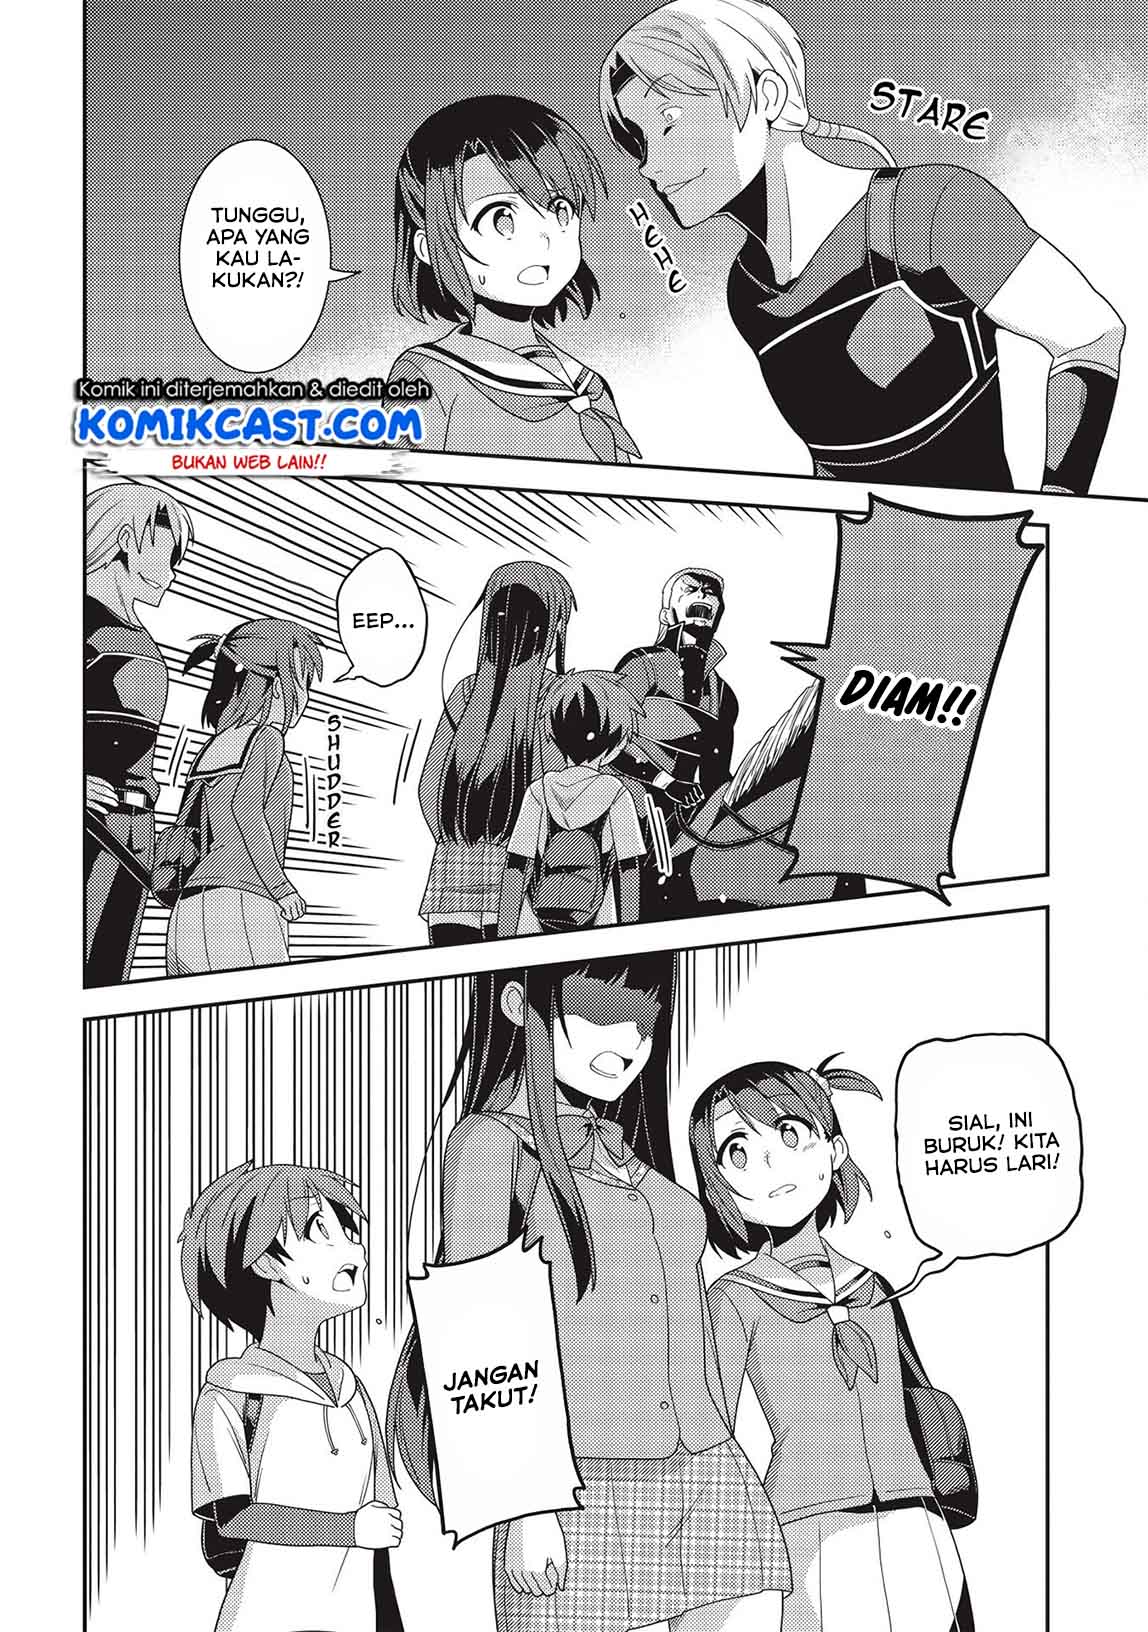 STARE
HEHE
TUNGGU,
APA YANG
KAU LA-
KUKAN?!
Komik ini diterjemahkan & diedit oleh
KOMIKCAST.COM
BUKAN WEB LAIN!!
DIAM!!
EEP...
SHUDDER
SIAL, INI
BURUK! KITA
HARUS LARI!
JANGAN
TAKUT!